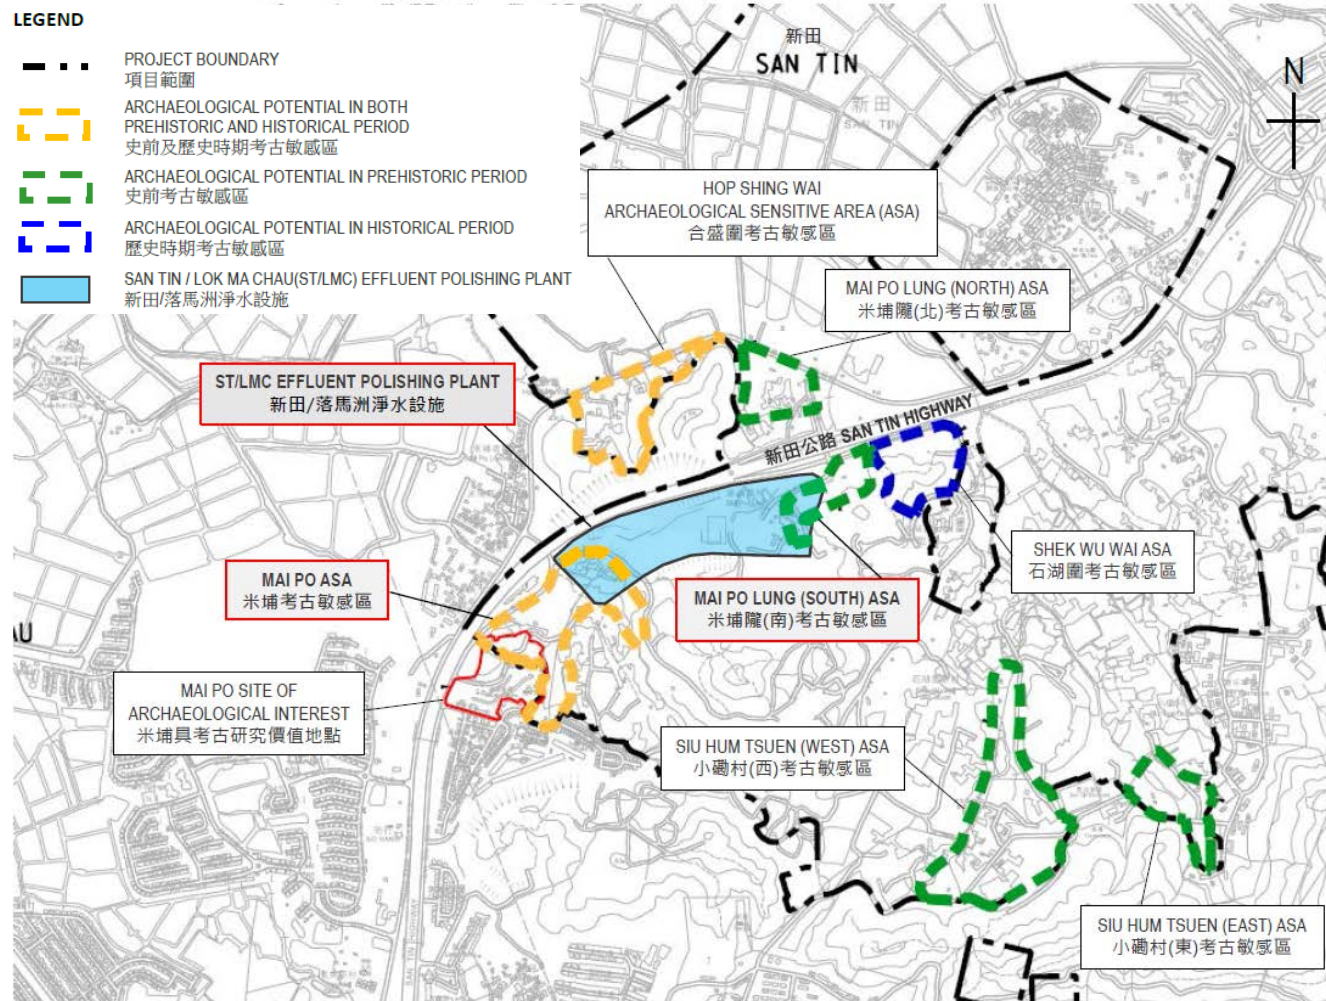 LEGEND
PROJECT BOUNDARY
項目範圍
ARCHAEOLOGICAL POTENTIAL IN BOTH
PREHISTORIC AND HISTORICAL PERIOD
史前及歷史時期考古敏感區
ARCHAEOLOGICAL POTENTIAL IN PREHISTORIC PERIOD
史前考古敏感區
ARCHAEOLOGICAL POTENTIAL IN HISTORICAL PERIOD
歷史時期考古敏感區
SAN TIN / LOK MA CHAU(ST/LMC) EFFLUENT POLISHING PLANT
新田/落馬洲淨水設施
新田
SAN TIN
新田
SAN TIN
N
HOP SHING WAI
ARCHAEOLOGICAL SENSITIVE AREA (ASA)
合盛圍考古敏感區
MAI PO LUNG (NORTH) ASA
米埔隴(北)考古敏感區
ST/LMC EFFLUENT POLISHING PLANT
新田/落馬洲淨水設施
新田公路 SAN TIN HIGHWAY
SHEK WU WAI ASA
石湖圍考古敏感區
MAI PO ASA
米埔考古敏感區
MAI PO LUNG (SOUTH) ASA
米埔隴(南)考古敏感區
AU
MAI PO SITE OF
ARCHAEOLOGICAL INTEREST
米埔具考古研究價值地點
SIU HUM TSUEN (WEST) ASA
小磡村(西)考古敏感區
SIU HUM TSUEN (EAST) ASA
小磡村(東)考古敏感區
SAN TIN HIGHWAY